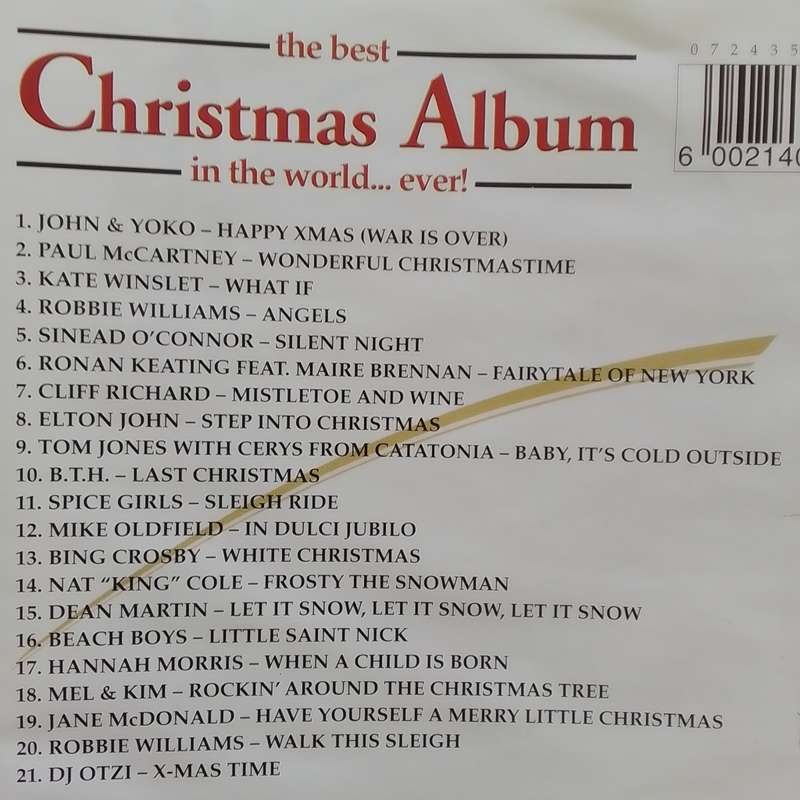 the best
Christmas Album
in the world... ever!
0 7 2 4 3 5
6 002140
1. JOHN & YOKO – HAPPY XMAS (WAR IS OVER)
2. PAUL McCARTNEY – WONDERFUL CHRISTMASTIME
3. KATE WINSLET – WHAT IF
4. ROBBIE WILLIAMS – ANGELS
5. SINEAD O'CONNOR – SILENT NIGHT
6. RONAN KEATING FEAT. MAIRE BRENNAN – FAIRYTALE OF NEW YORK
7. CLIFF RICHARD – MISTLETOE AND WINE
8. ELTON JOHN – STEP INTO CHRISTMAS
9. TOM JONES WITH CERYS FROM CATATONIA – BABY, IT'S COLD OUTSIDE
10. B.T.H. – LAST CHRISTMAS
11. SPICE GIRLS – SLEIGH RIDE
12. MIKE OLDFIELD – IN DULCI JUBILO
13. BING CROSBY – WHITE CHRISTMAS
14. NAT "KING" COLE – FROSTY THE SNOWMAN
15. DEAN MARTIN – LET IT SNOW, LET IT SNOW, LET IT SNOW
16. BEACH BOYS – LITTLE SAINT NICK
17. HANNAH MORRIS – WHEN A CHILD IS BORN
18. MEL & KIM – ROCKIN' AROUND THE CHRISTMAS TREE
19. JANE McDONALD – HAVE YOURSELF A MERRY LITTLE CHRISTMAS
20. ROBBIE WILLIAMS – WALK THIS SLEIGH
21. DJ OTZI – X-MAS TIME